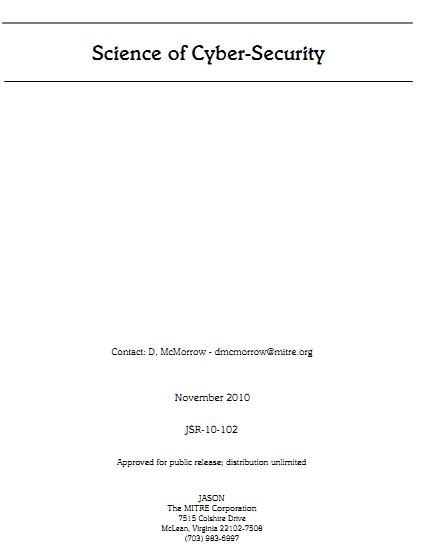 Science of Cyber-Security
Contact: D, McMorrow - dmcmorrow@mitre.org
November 2010
JSR-10-102
Approved for public release; distribution unlimited
JASON
The MITRE Corporation
7515 Colshire Drive
McLean, Virginia 22102-7508
(703) 983-6997